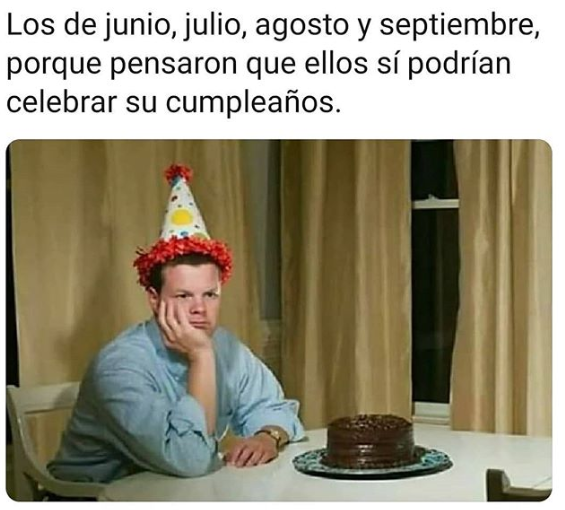 Los de junio, julio, agosto y septiembre,
porque pensaron que ellos sí podrían
celebrar su cumpleaños.